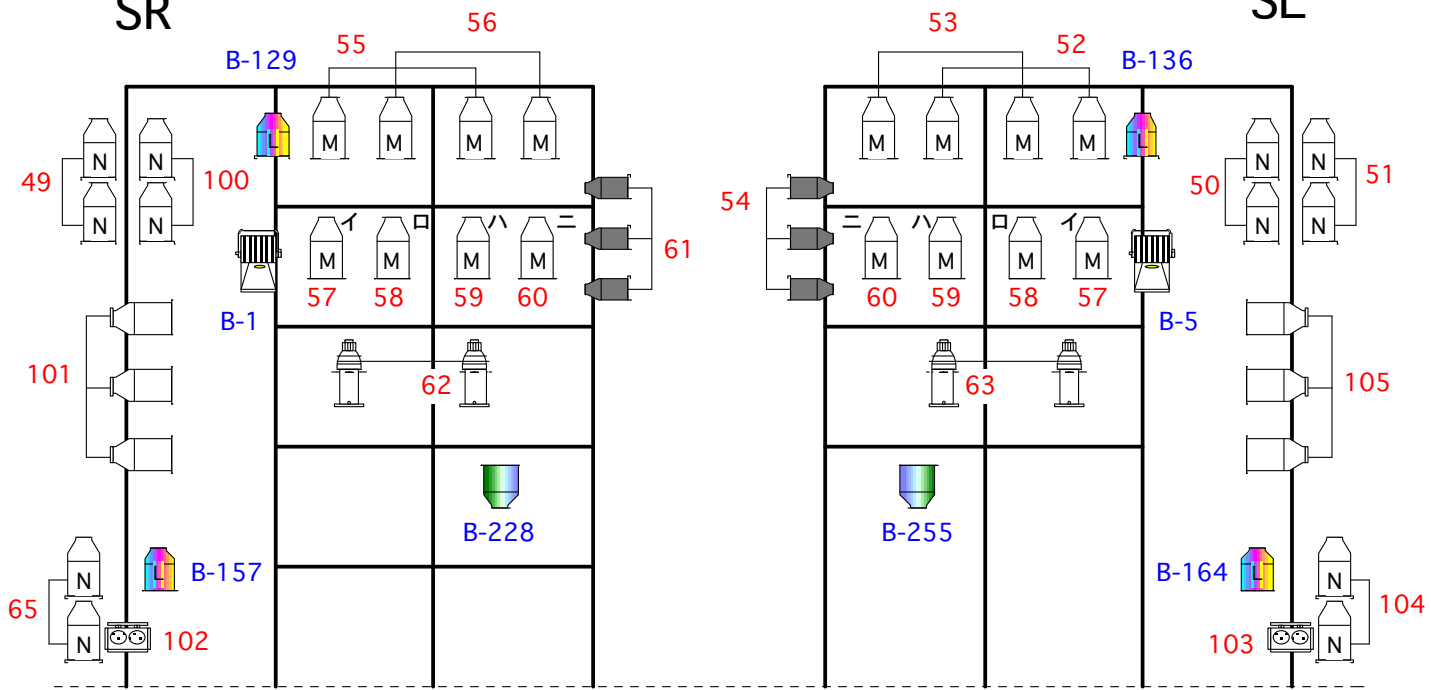 SR
SL
56
53
55
52
B-129
B-136
L M M M M
M M M M L
N N
N N
49
100
50
51
N N
N N
54
61
イ ロ ハ ニ
ニ ハ ロ イ
M M M M
M M M M
57 58 59 60
60 59 58 57
B-1
B-5
101
62
63
105
B-228
B-255
N
L
B-157
B-164
L
N
65
104
N
102
103
N